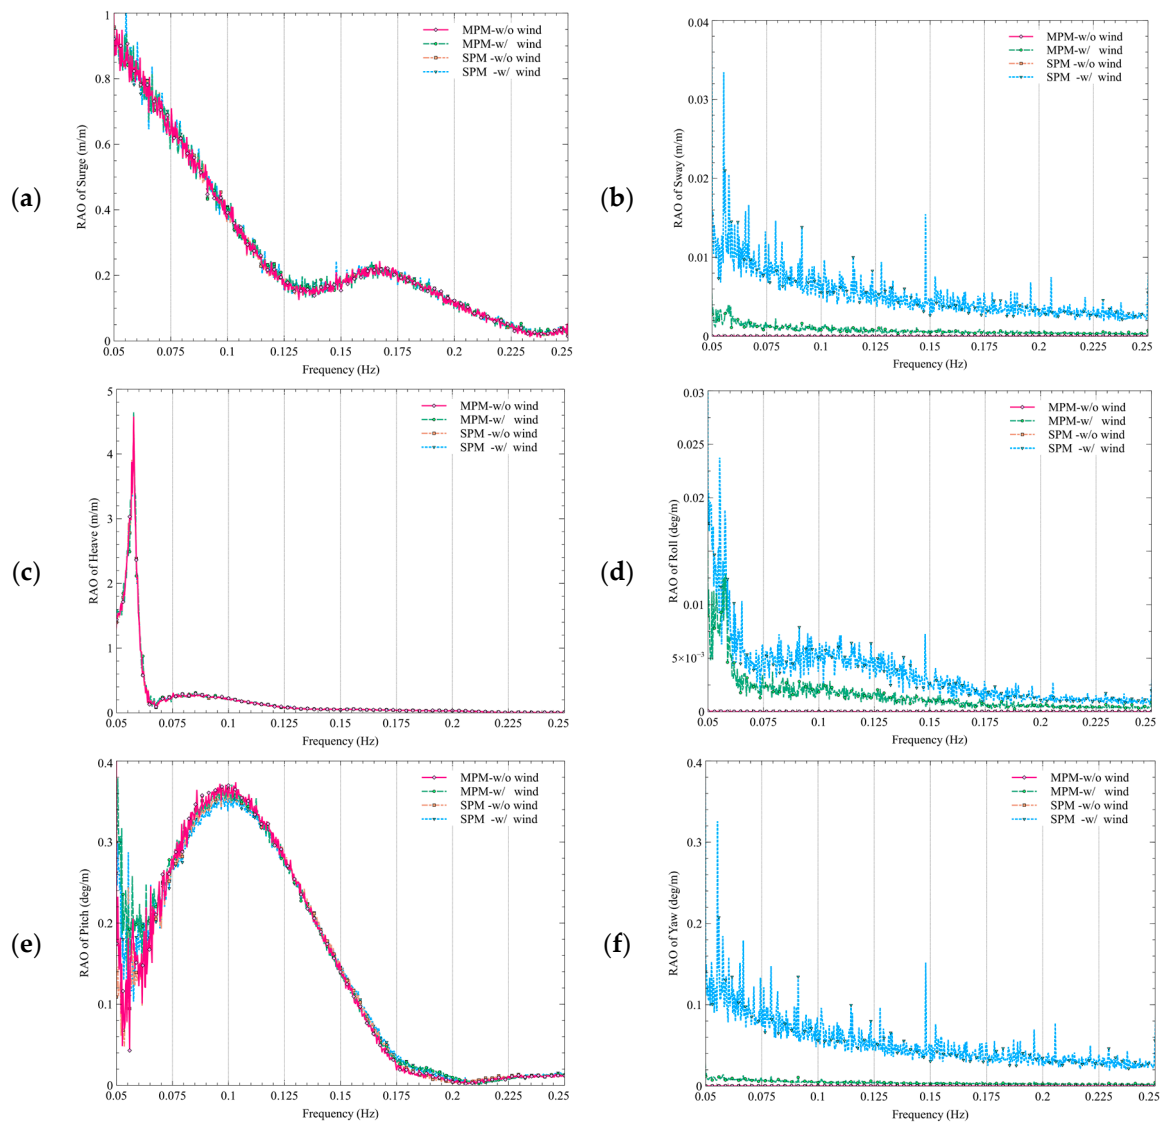 (a)
RAO of Surge (m/m)
1
0.8
0.6
0.4
0.2
0
0.05 0.075 0.1 0.125 0.15 0.175 0.2 0.225 0.25
Frequency (Hz)
MPM-w/o wind
MPM-w/ wind
SPM -w/o wind
SPM -w/ wind
(b)
RAO of Sway (m/m)
0.04
0.03
0.02
0.01
0
0.05 0.075 0.1 0.125 0.15 0.175 0.2 0.225 0.25
Frequency (Hz)
MPM-w/o wind
MPM-w/ wind
SPM -w/o wind
SPM -w/ wind
(c)
RAO of Heave (m/m)
5
4
3
2
1
0
0.05 0.075 0.1 0.125 0.15 0.175 0.2 0.225 0.25
Frequency (Hz)
MPM-w/o wind
MPM-w/ wind
SPM -w/o wind
SPM -w/ wind
(d)
RAO of Roll (deg/m)
0.03
0.025
0.02
0.01
5×10⁻³
0
0.05 0.075 0.1 0.125 0.15 0.175 0.2 0.225 0.25
Frequency (Hz)
MPM-w/o wind
MPM-w/ wind
SPM -w/o wind
SPM -w/ wind
(e)
RAO of Pitch (deg/m)
0.4
0.3
0.2
0.1
0
0.05 0.075 0.1 0.125 0.15 0.175 0.2 0.225 0.25
Frequency (Hz)
MPM-w/o wind
MPM-w/ wind
SPM -w/o wind
SPM -w/ wind
(f)
RAO of Yaw (deg/m)
0.4
0.3
0.2
0.1
0
0.05 0.075 0.1 0.125 0.15 0.175 0.2 0.225 0.25
Frequency (Hz)
MPM-w/o wind
MPM-w/ wind
SPM -w/o wind
SPM -w/ wind